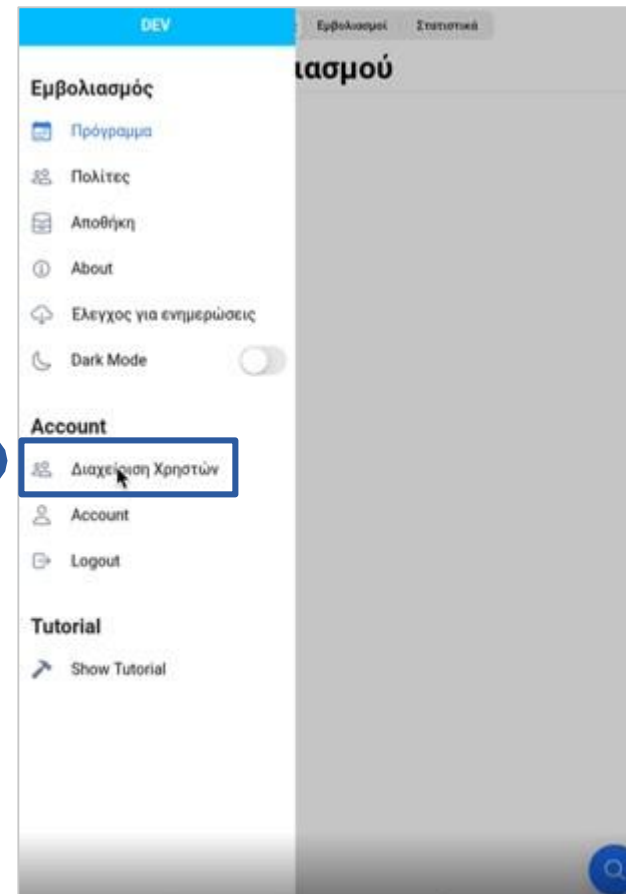 DEV
Εμβολιασμοί Στατιστικά
ιασμού
Εμβολιασμός
Πρόγραμμα
Πολίτες
Αποθήκη
About
Ελεγχος για ενημερώσεις
Dark Mode
Account
Διαχείριση Χρηστών
Account
Logout
Tutorial
Show Tutorial